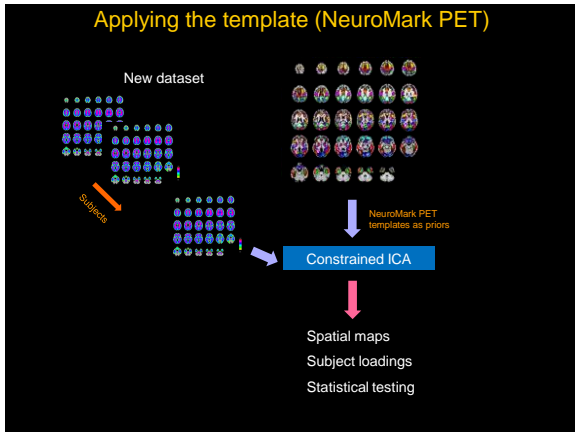 Applying the template (NeuroMark PET)
New dataset
Subjects
NeuroMark PET
templates as priors
Constrained ICA
Spatial maps
Subject loadings
Statistical testing